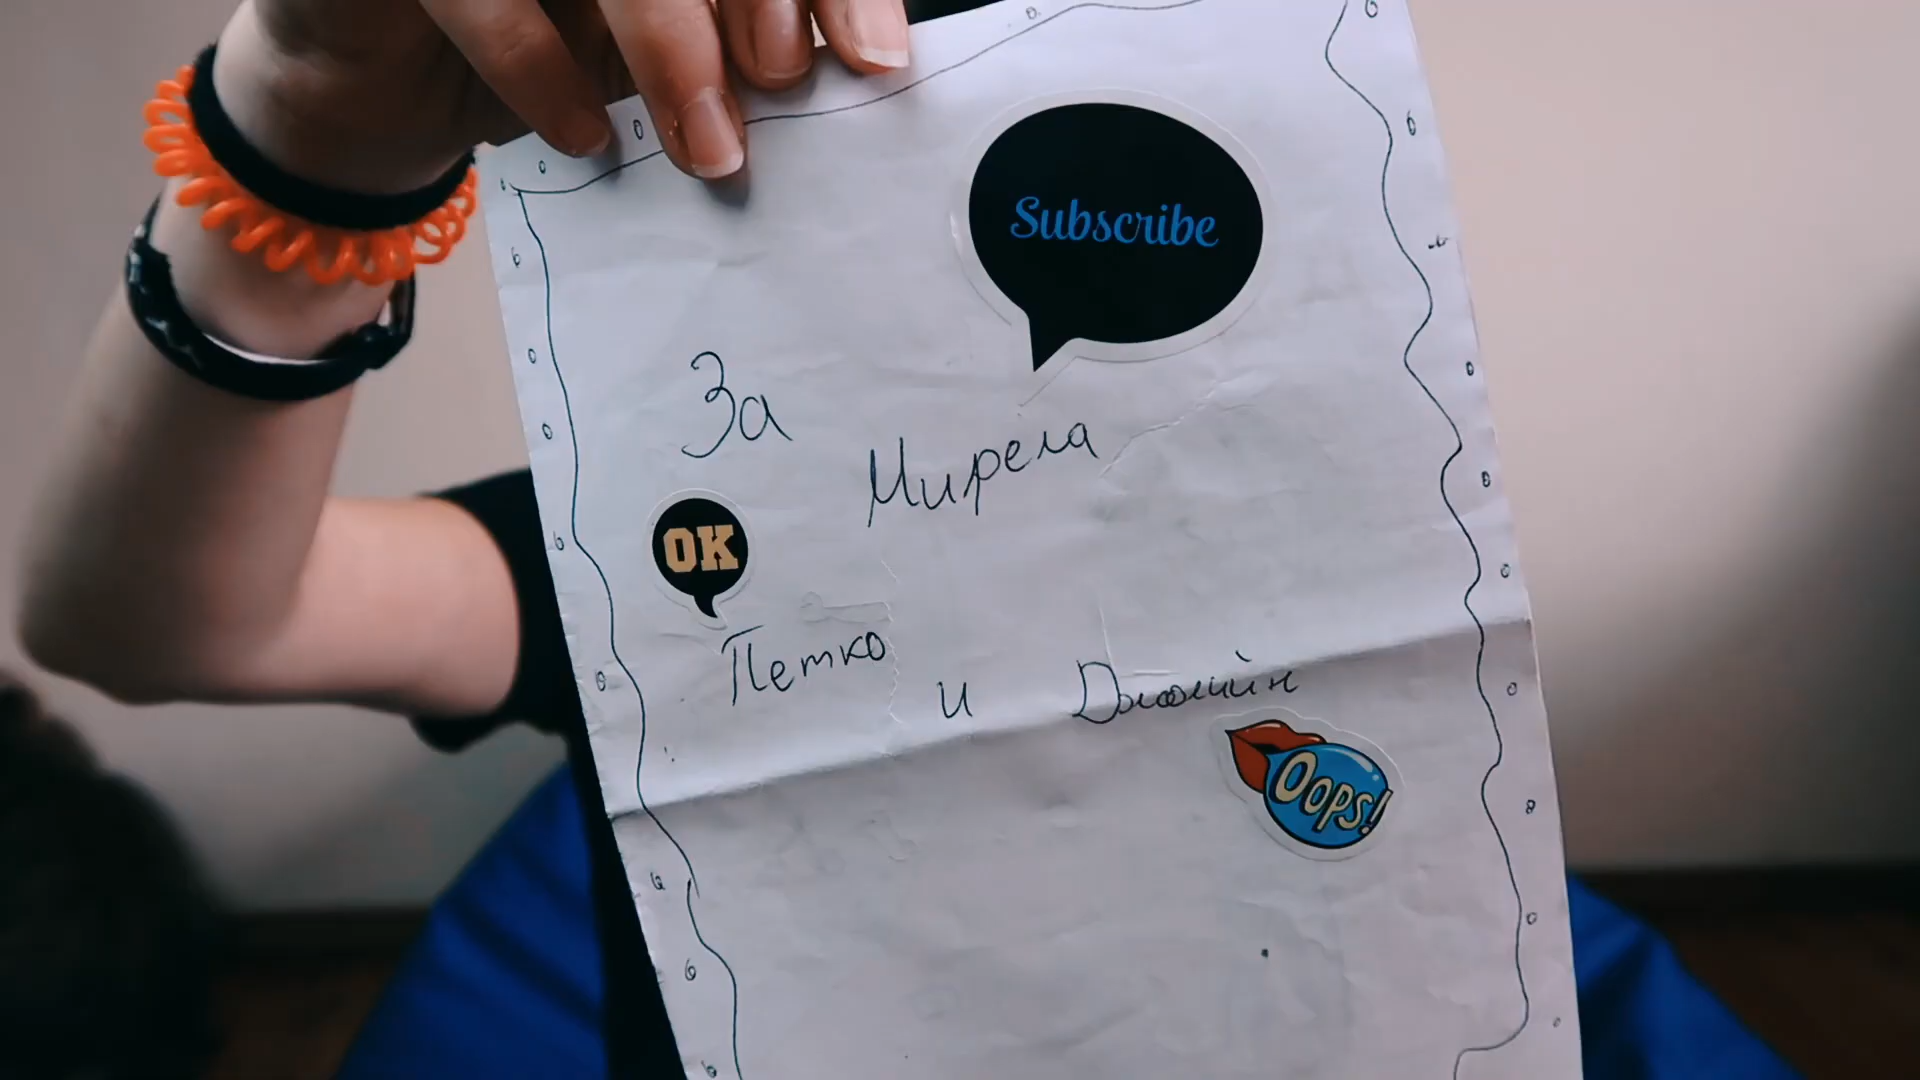 Subscribe
За
Мирела
OK
Петко и
Oops!